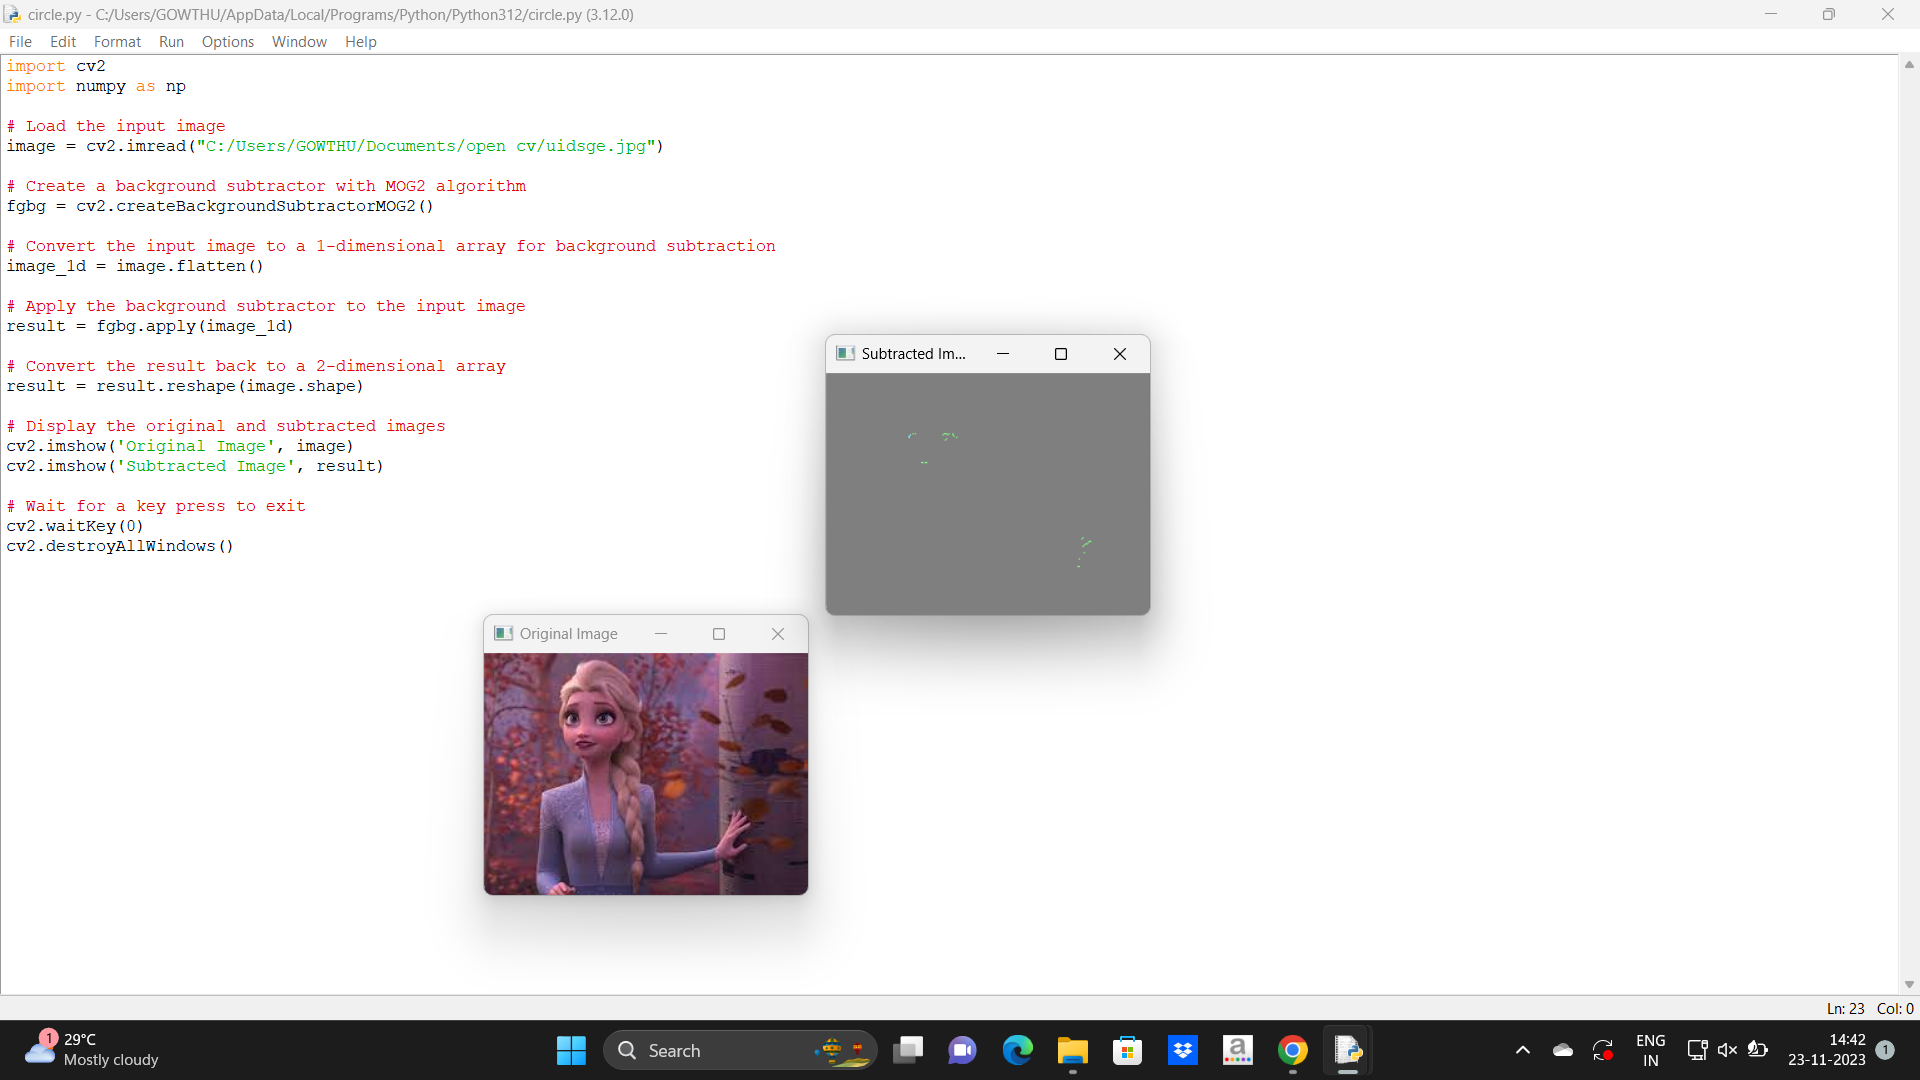 circle.py - C:/Users/GOWTHU/AppData/Local/Programs/Python/Python312/circle.py (3.12.0)
File Edit Format Run Options Window Help
import cv2
import numpy as np
# Load the input image
image = cv2.imread("C:/Users/GOWTHU/Documents/open cv/uidsge.jpg")
# Create a background subtractor with MOG2 algorithm
fgbg = cv2.createBackgroundSubtractorMOG2()
# Convert the input image to a 1-dimensional array for background subtraction
image_1d = image.flatten()
# Apply the background subtractor to the input image
result = fgbg.apply(image_1d)
# Convert the result back to a 2-dimensional array
result = result.reshape(image.shape)
# Display the original and subtracted images
cv2.imshow('Original Image', image)
cv2.imshow('Subtracted Image', result)
# Wait for a key press to exit
cv2.waitKey(0)
cv2.destroyAllWindows()
Subtracted Im...
Original Image
Ln: 23 Col: 0
1
29°C
Mostly cloudy
Search
a
ENG
IN
14:42
23-11-2023
1